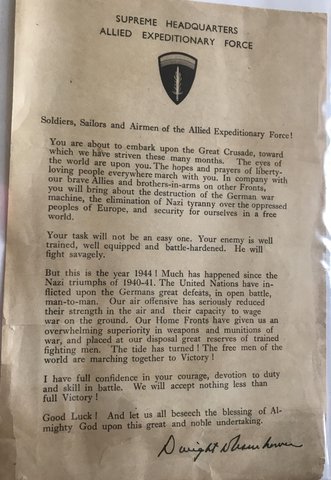 SUPREME HEADQUARTERS
ALLIED EXPEDITIONARY FORCE
Soldiers, Sailors and Airmen of the Allied Expeditionary Force!
You are about to embark upon the Great Crusade, toward
which we have striven these many months. The eyes of
the world are upon you. The hopes and prayers of liberty-
loving people everywhere march with you. In company with
our brave Allies and brothers-in-arms on other Fronts,
you will bring about the destruction of the German war
machine, the elimination of Nazi tyranny over the oppressed
peoples of Europe, and security for ourselves in a free
world.
Your task will not be an easy one. Your enemy is well
trained, well equipped and battle-hardened. He will
fight savagely.
But this is the year 1944! Much has happened since the
Nazi triumphs of 1940-41. The United Nations have in-
flicted upon the Germans great defeats, in open battle,
man-to-man. Our air offensive has seriously reduced
their strength in the air and their capacity to wage
war on the ground. Our Home Fronts have given us an
overwhelming superiority in weapons and munitions of
war, and placed at our disposal great reserves of trained
fighting men. The tide has turned! The free men of the
world are marching together to Victory!
I have full confidence in your courage, devotion to duty
and skill in battle. We will accept nothing less than
full Victory!
Good Luck! And let us all beseech the blessing of Al-
mighty God upon this great and noble undertaking.
Dwight D Eisenhower